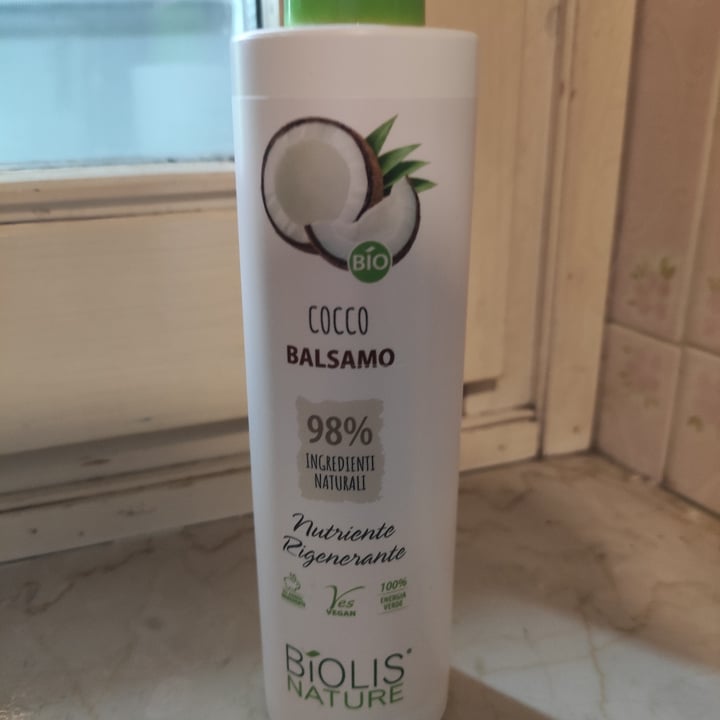 BIO
COCCO
BALSAMO
98%
INGREDIENTI
NATURALI
Nutriente
Rigenerante
Yes
VEGAN
100%
ENERGIA
VERDE
BIOLIS
NATURE